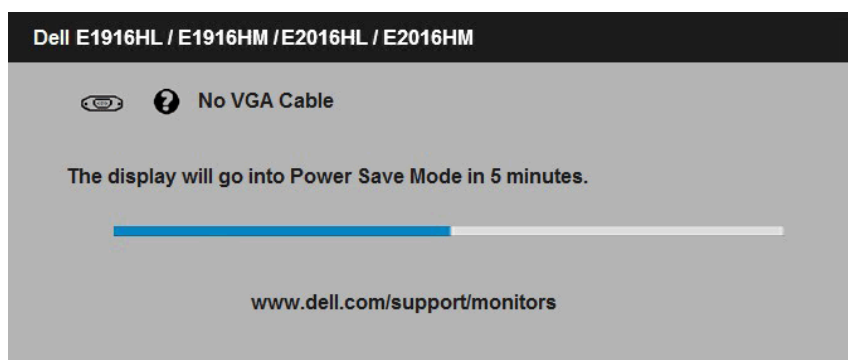 Dell E1916HL / E1916HM / E2016HL / E2016HM
No VGA Cable
The display will go into Power Save Mode in 5 minutes.
www.dell.com/support/monitors